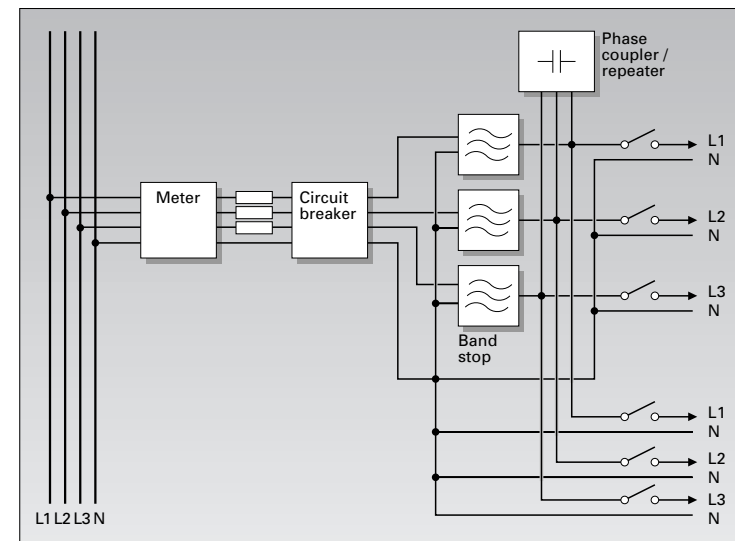 Phase
coupler /
repeater
L1
N
Meter
Circuit
breaker
L2
N
L3
N
Band
stop
L1
N
L2
N
L3
N
L1 L2 L3 N